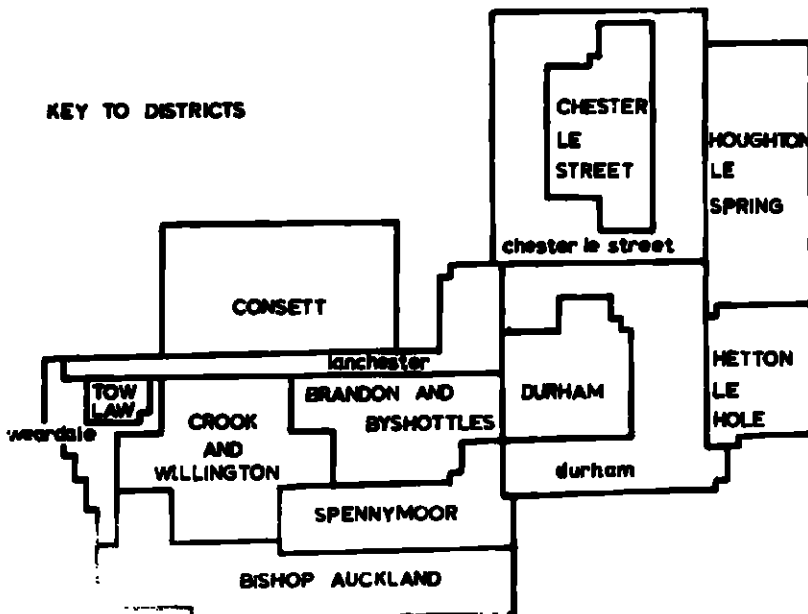 KEY TO DISTRICTS
CHESTER
LE
STREET
HOUGHTON
LE
SPRING
chester le street
CONSETT
lanchester
TOW
LAW
BRANDON AND
BYSHOTTLES
DURHAM
HETTON
LE
HOLE
weardale
CROOK
AND
WILLINGTON
durham
SPENNYMOOR
BISHOP AUCKLAND